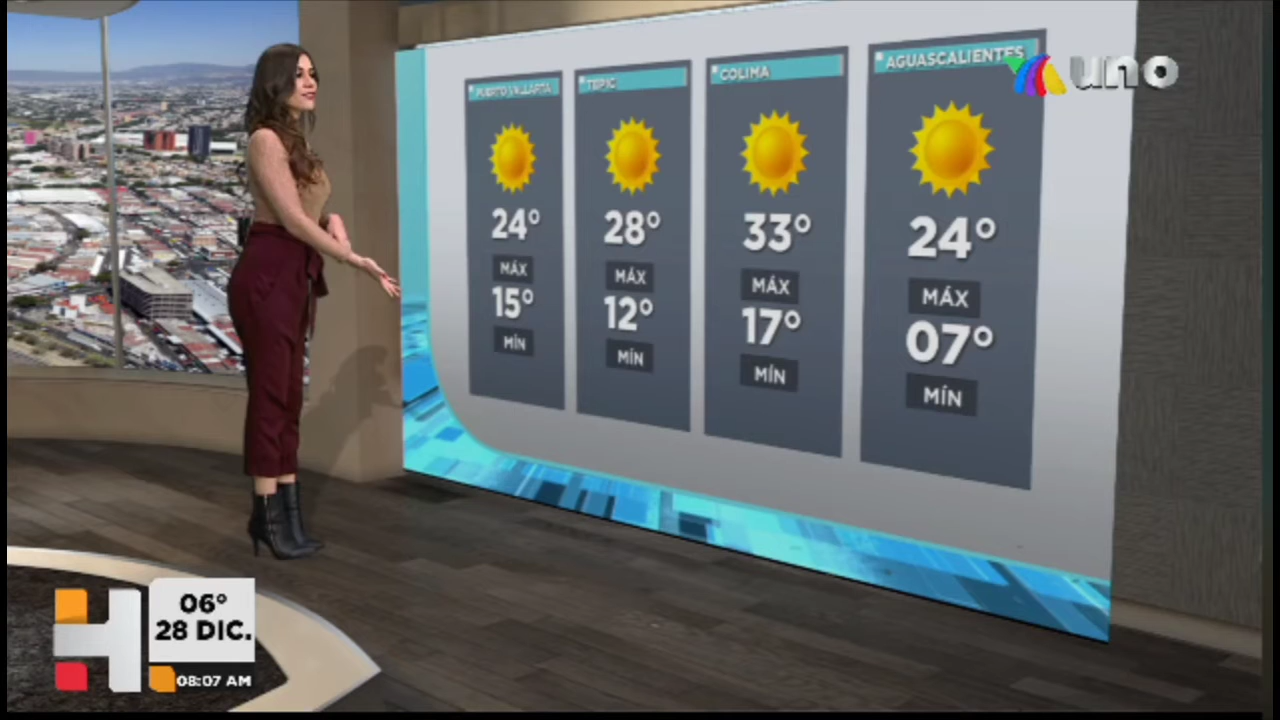 PUERTO VALLARTA
24°
MÁX
15°
MÍN
TEPIC
28°
MÁX
12°
MÍN
COLIMA
33°
MÁX
17°
MÍN
AGUASCALIENTES
24°
MÁX
07°
MÍN
uno
H
06°
28 DIC.
08:07 AM